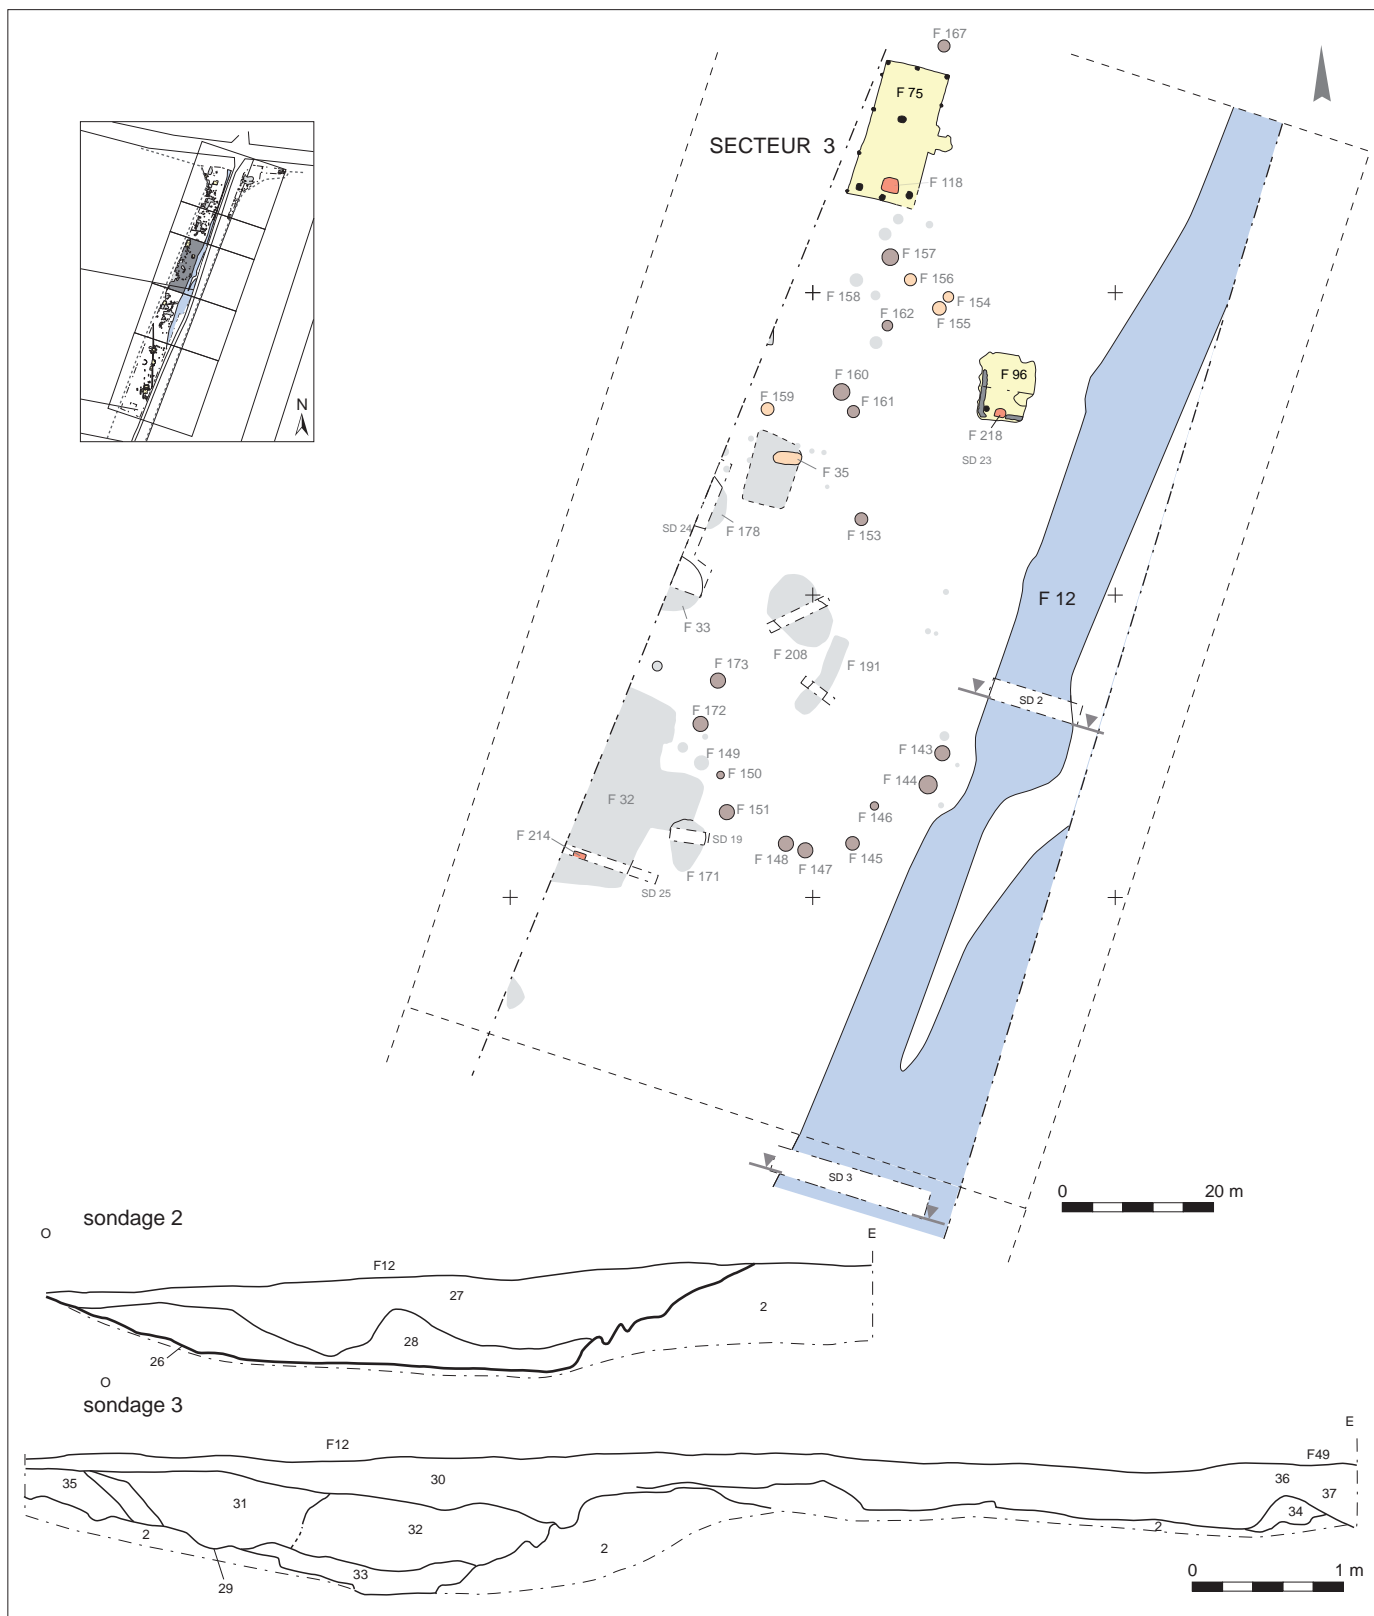 F 167
F 75
SECTEUR 3
F 118
N
F 157
F 156
F 158
F 154
F 155
F 162
F 96
F 160
F 159
F 161
F 218
SD 23
F 35
SD 24
F 178
F 153
F 12
F 33
F 208
F 191
F 173
SD 2
F 172
F 149
F 143
F 150
F 144
F 32
F 151
F 146
F 214
SD 19
F 148
F 147
F 145
F 171
SD 25
SD 3
0 20 m
sondage 2
O E
F12
27
2
28
26
O
sondage 3
E
F12
F49
35
30
36
31
37
32
34
2
2
2
33
29
0 1 m